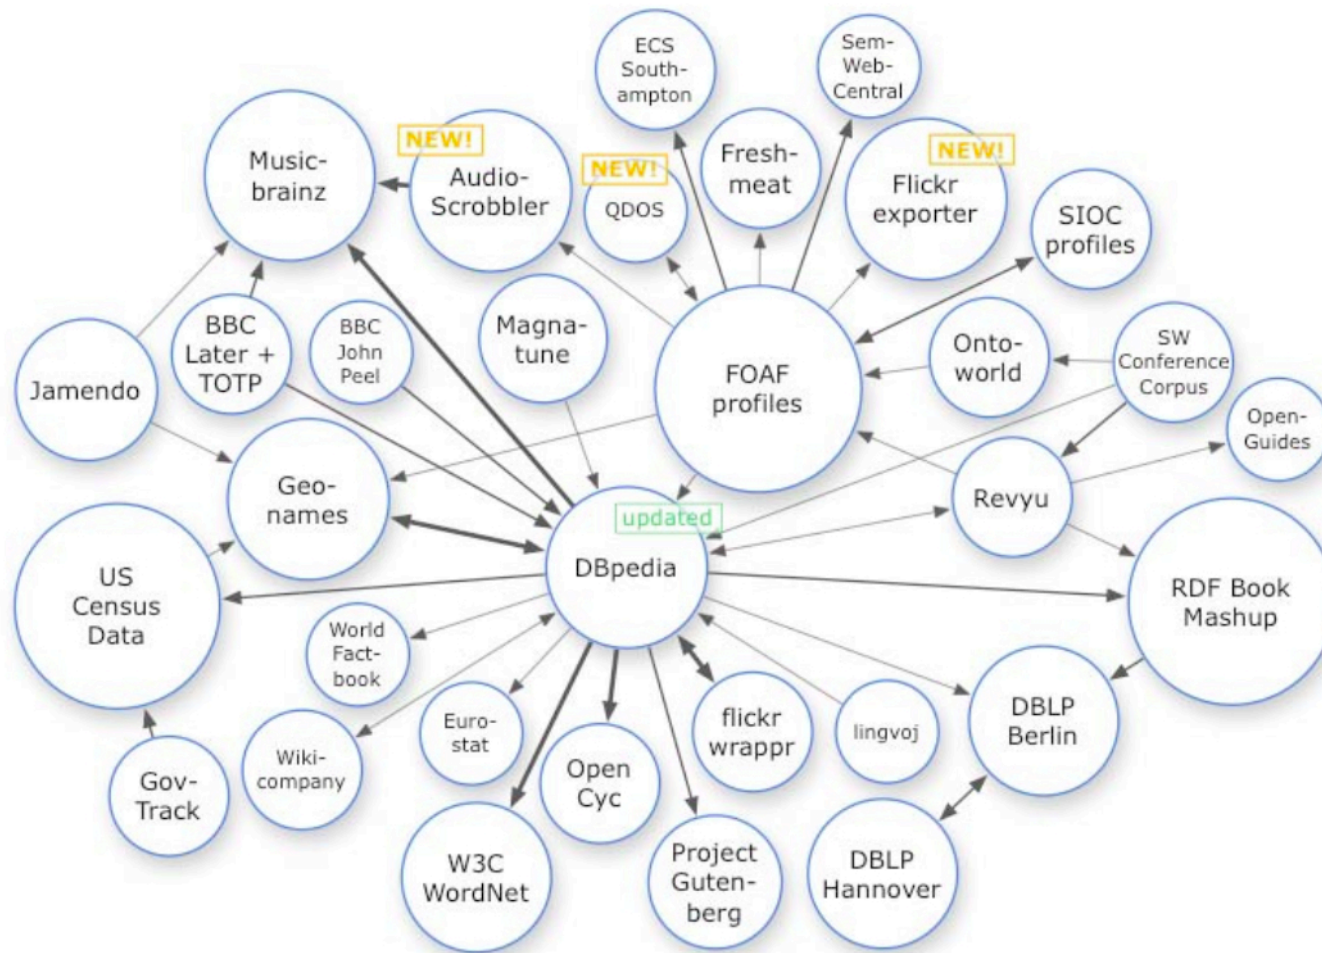 ECS
South-
ampton
Sem-
Web-
Central
NEW!
Music-
brainz
Audio-
Scrobbler
NEW!
QDOS
Fresh-
meat
NEW!
Flickr
exporter
SIOC
profiles
Jamendo
BBC
Later +
TOTP
BBC
John
Peel
Magna-
tune
FOAF
profiles
Onto-
world
SW
Conference
Corpus
Open-
Guides
Geo-
names
updated
DBpedia
Revyu
US
Census
Data
RDF Book
Mashup
World
Fact-
book
Wiki-
company
Euro-
stat
Open
Cyc
flickr
wrappr
lingvoj
DBLP
Berlin
Gov-
Track
W3C
WordNet
Project
Guten-
berg
DBLP
Hannover